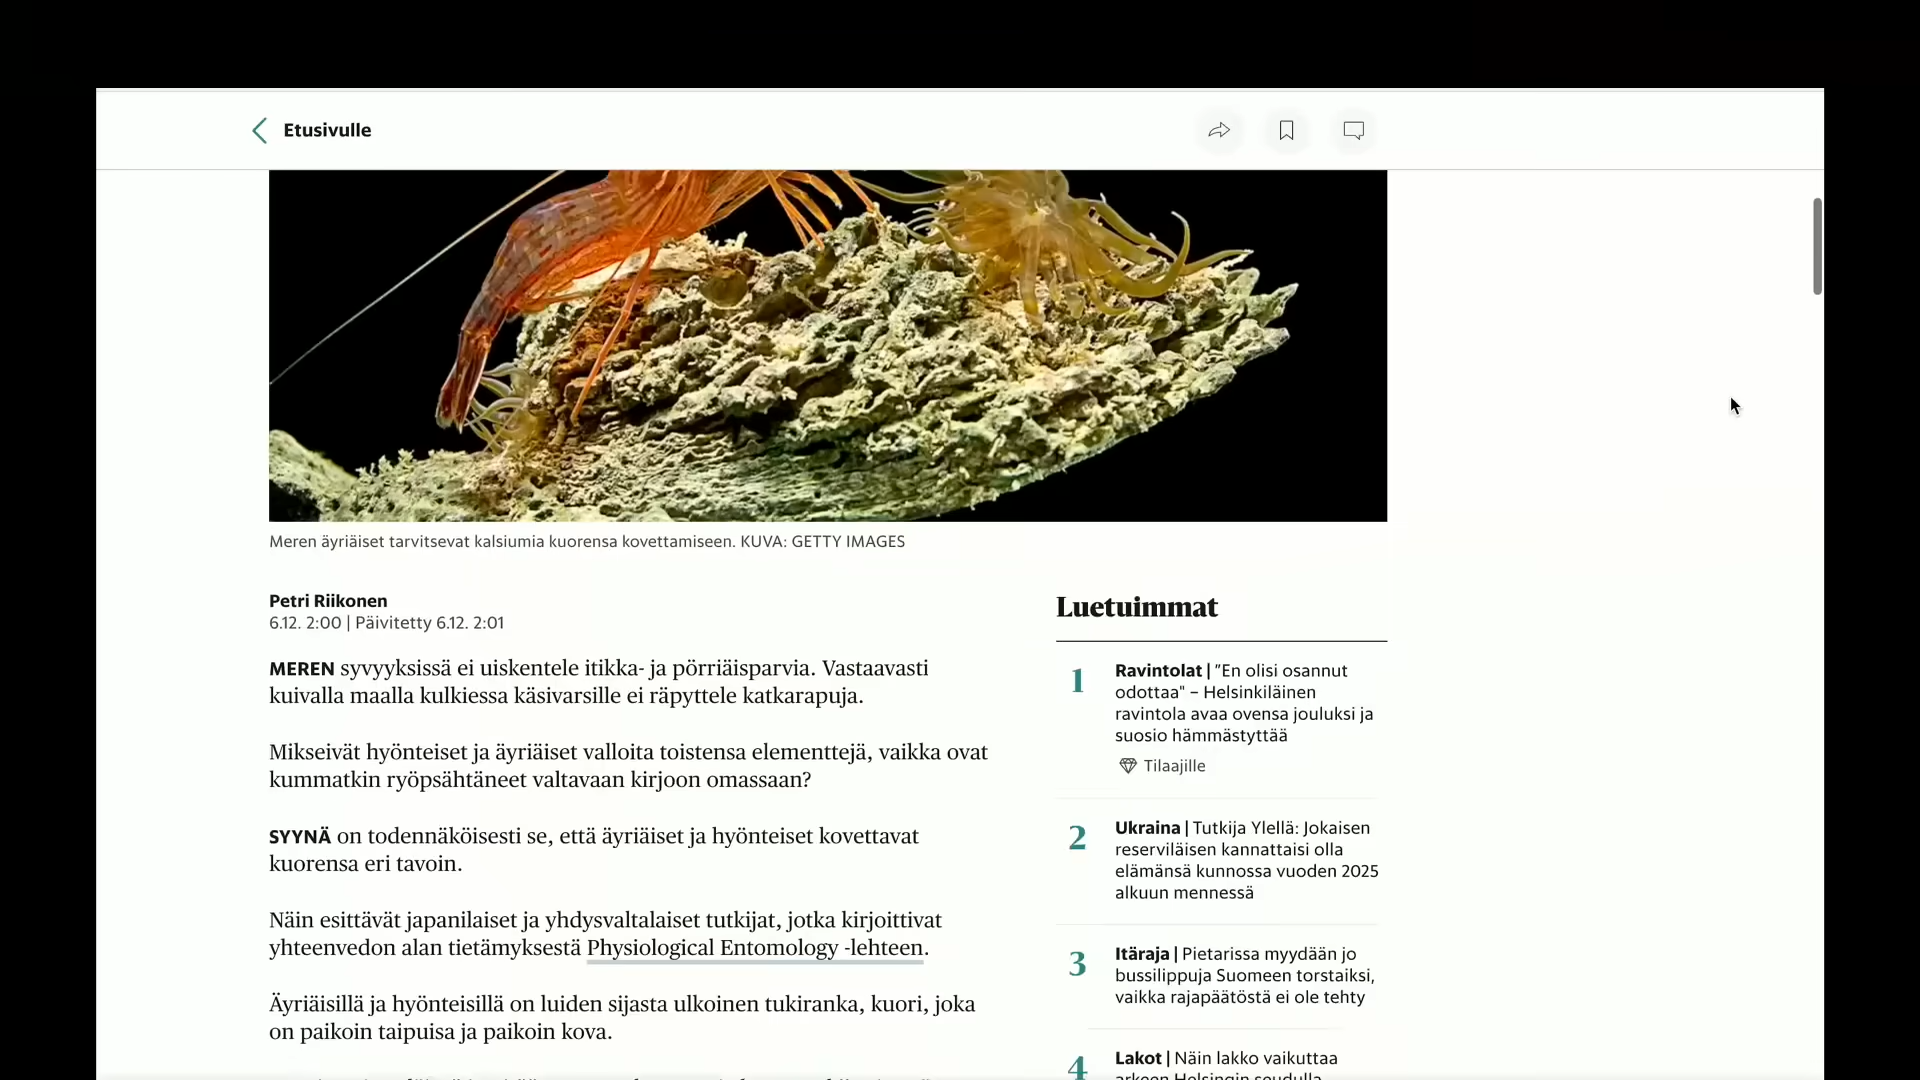 Etusivulle
Meren äyriäiset tarvitsevat kalsiumia kuorensa kovettamiseen. KUVA: GETTY IMAGES
Petri Riikonen
6.12. 2:00 | Päivitetty 6.12. 2:01
MEREN syvyyksissä ei uiskentele itikka- ja pörriäisparvia. Vastaavasti
kuivalla maalla kulkiessa käsivarsille ei räpyttele katkarapuja.
Mikseivät hyönteiset ja äyriäiset valloita toistensa elementtejä, vaikka ovat
kummatkin ryöpsähtäneet valtavaan kirjoon omassaan?
SYYNÄ on todennäköisesti se, että äyriäiset ja hyönteiset kovettavat
kuorensa eri tavoin.
Näin esittävät japanilaiset ja yhdysvaltalaiset tutkijat, jotka kirjoittivat
yhteenvedon alan tietämyksestä Physiological Entomology -lehteen.
Äyriäisillä ja hyönteisillä on luiden sijasta ulkoinen tukiranka, kuori, joka
on paikoin taipuisa ja paikoin kova.
Luetuimmat
1
Ravintolat | "En olisi osannut
odottaa" – Helsinkiläinen
ravintola avaa ovensa jouluksi ja
suosio hämmästyttää
Tilaajille
2
Ukraina | Tutkija Ylellä: Jokaisen
reserviläisen kannattaisi olla
elämänsä kunnossa vuoden 2025
alkuun mennessä
3
Itäraja | Pietarissa myydään jo
bussilippuja Suomeen torstaiksi,
vaikka rajapäätöstä ei ole tehty
4
Lakot | Näin lakko vaikuttaa
arkeen Helsingin seudulla